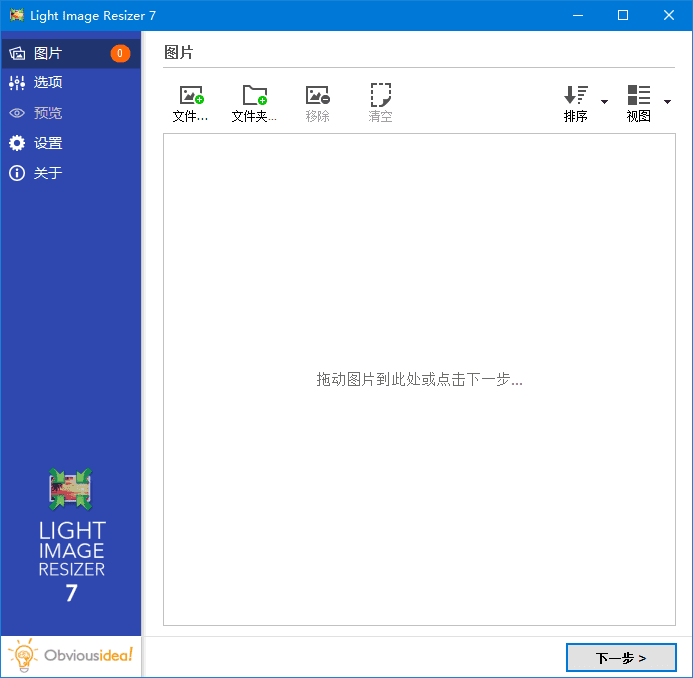 Light Image Resizer 7
图片 0
选项
预览
设置
关于
LIGHT
IMAGE
RESIZER
7
Obviousidea!
图片
文件... 文件夹... 移除 清空 排序 视图
拖动图片到此处或点击下一步...
下一步 >